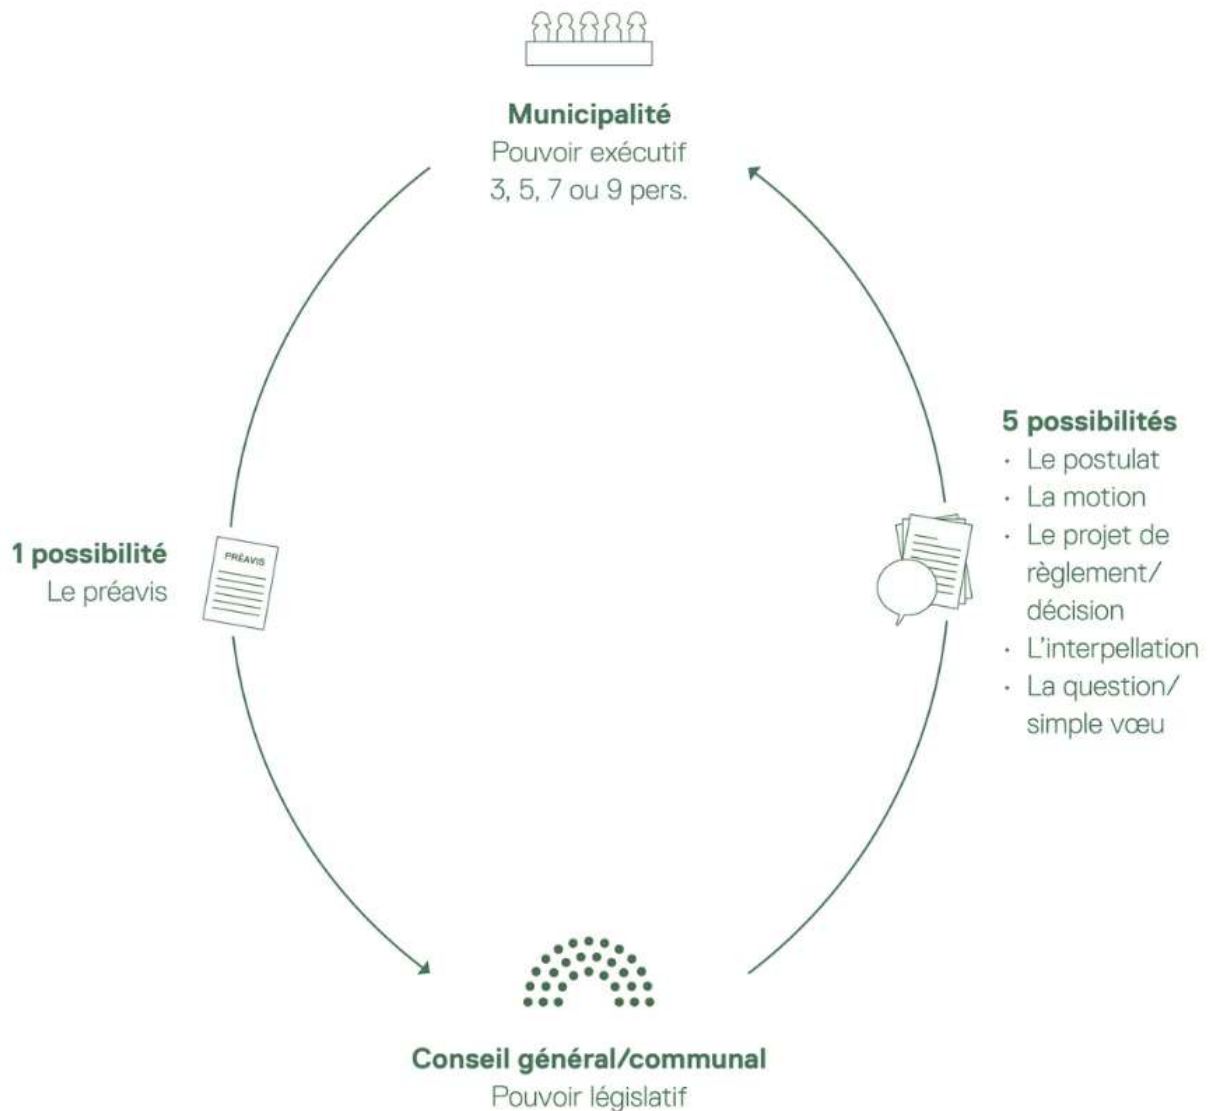 Municipalité
Pouvoir exécutif
3, 5, 7 ou 9 pers.
1 possibilité
Le préavis
PRÉAVIS
5 possibilités
· Le postulat
· La motion
· Le projet de
règlement/
décision
· L'interpellation
· La question/
simple vœu
Conseil général/communal
Pouvoir législatif